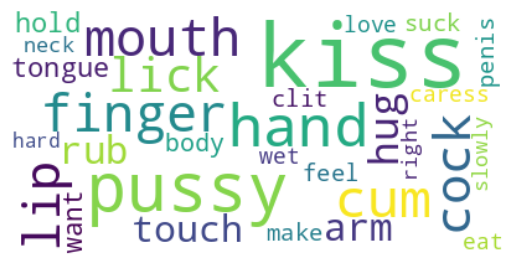 hold
neck
mouth
kiss
love
suck
penis
tongue
lick
clit
caress
finger
hand
hug
right
cock
slowly
hard
rub
body
wet
feel
lip
want
pussy
touch
make
arm
cum
eat